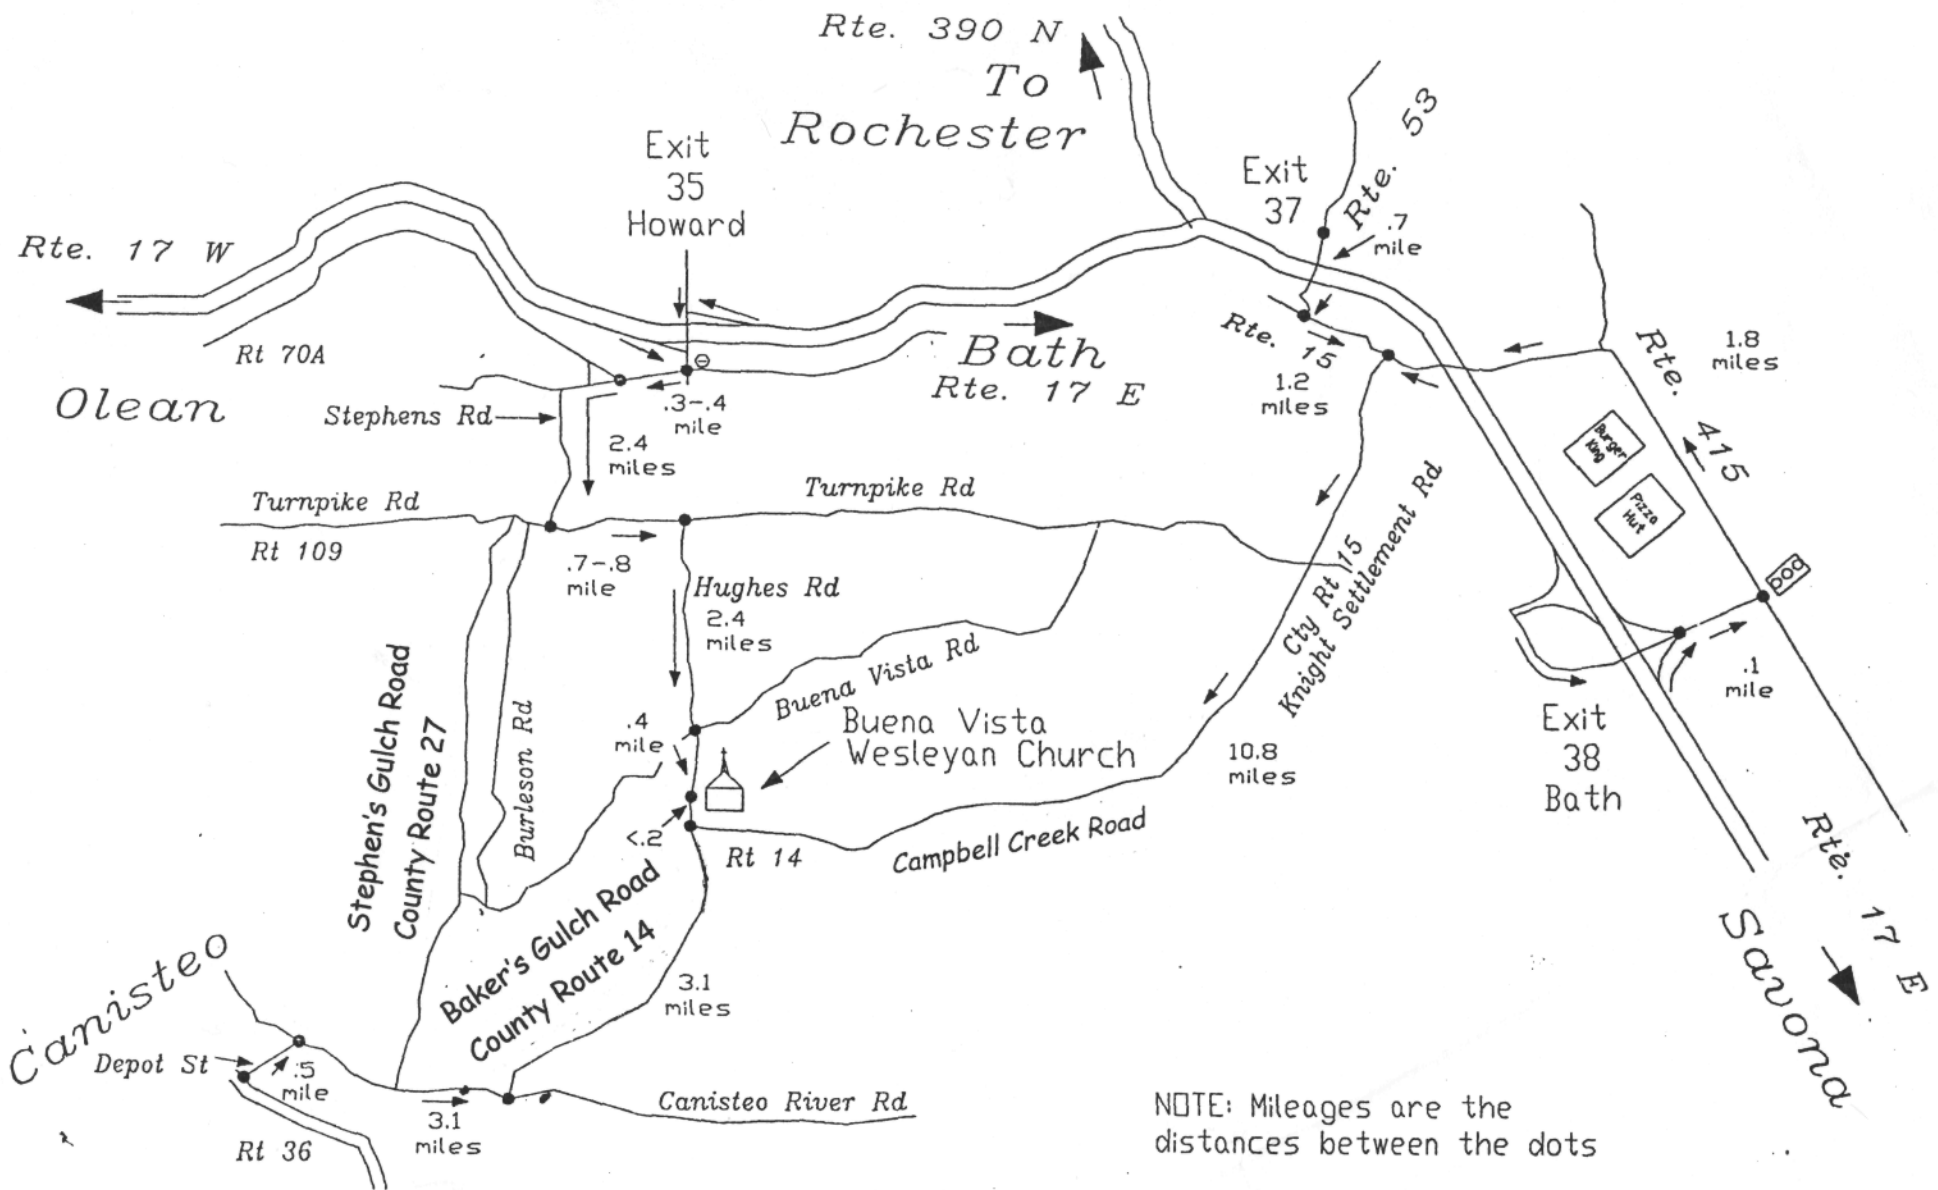 Rte. 390 N
To
Rochester
Exit
35
Howard
Exit
37
Rte. 53
.7
mile
Rte. 17 W
Rt 70A
Olean
Bath
Rte. 17 E
Rte. 15
1.2
miles
Rte. 415
1.8
miles
Burger
King
Pizza
Hut
Stephens Rd
.3-.4
mile
2.4
miles
Turnpike Rd
Rt 109
Turnpike Rd
.7-.8
mile
Hughes Rd
2.4
miles
Cty Rt 15
Knight Settlement Rd
Buena Vista Rd
.1
mile
Exit
38
Bath
Stephen's Gulch Road
County Route 27
Burleson Rd
.4
mile
Buena Vista
Wesleyan Church
10.8
miles
<.2
Rt 14
Campbell Creek Road
Rte. 17 E
Savona
Baker's Gulch Road
County Route 14
3.1
miles
Canisteo
Depot St
.5
mile
Rt 36
3.1
miles
Canisteo River Rd
NOTE: Mileages are the
distances between the dots